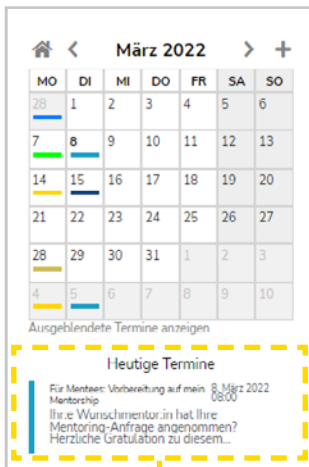 März 2022
MO DI MI DO FR SA SO
28 1 2 3 4 5 6
7 8 9 10 11 12 13
14 15 16 17 18 19 20
21 22 23 24 25 26 27
28 29 30 31 1 2 3
4 5 6 7 8 9 10
Ausgeblendete Termine anzeigen
Heutige Termine
Für Mentees: Vorbereitung auf mein 8. März 2022
Mentorship 08:00
Ihr.e Wunschmentor.in hat Ihre
Mentoring-Anfrage angenommen?
Herzliche Gratulation zu diesem...